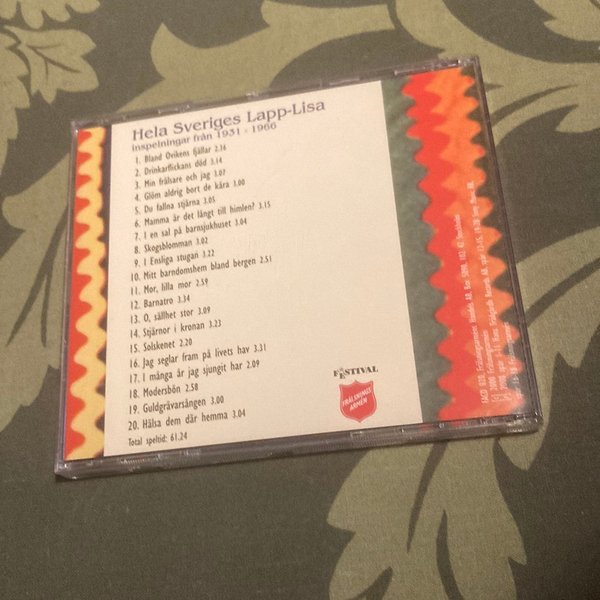 Hela Sveriges Lapp-Lisa
inspelningar från 1931 - 1966
1. Bland Ovikens fjällar 2.16
2. Drinkarflickans död 3.14
3. Min frälsare och jag 3.07
4. Glöm aldrig bort de kära 3.00
5. Du fallna stjärna 3.05
6. Mamma är det långt till himlen? 3.15
7. I en sal på barnsjukhuset 3.04
8. Skogsblomman 3.02
9. I Ensliga stugan 3.22
10. Mitt barndomshem bland bergen 2.51
11. Mor, lilla mor 2.59
12. Barnatro 3.34
13. O, sällhet stor 3.09
14. Stjärnor i kronan 3.23
15. Solskenet 2.20
16. Jag seglar fram på livets hav 3.31
17. I många år jag sjungit har 2.09
18. Modersbön 2.58
19. Guldgrävarsången 3.00
20. Hälsa dem där hemma 3.04
Total speltid: 61.24
FESTIVAL
FRÄLSNINGS
ARMÉN